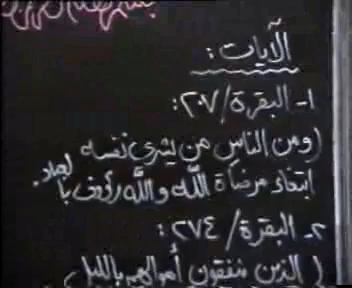 الآيات:
١- البقرة/٢٠٧:
(ومن الناس من يشري نفسه
ابتغاء مرضاة الله والله رؤوف بالعباد.
٢- البقرة/٢٧٤:
(الذين ينفقون أموالهم بالليل